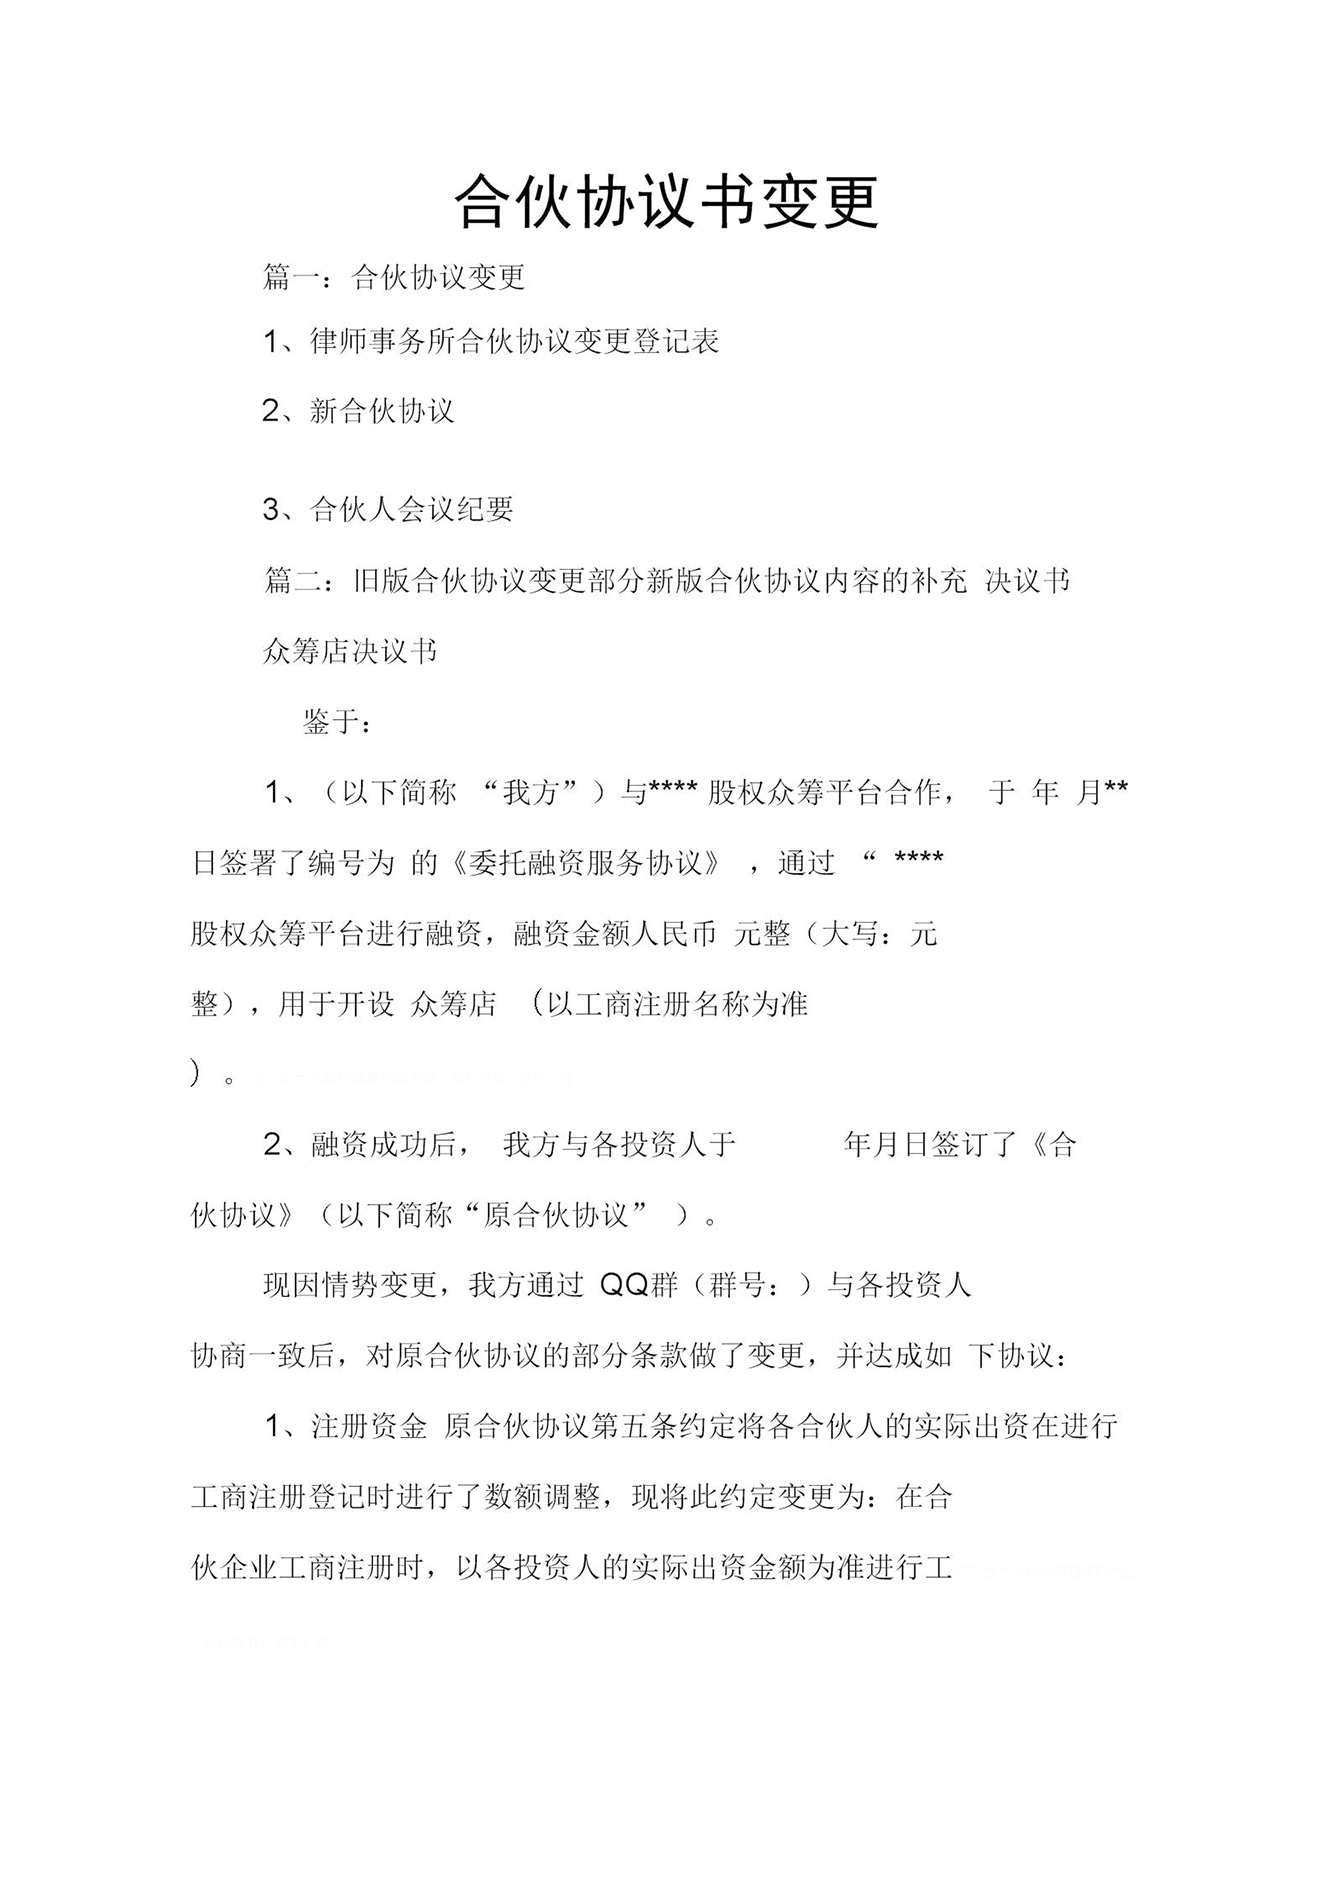 合伙协议书变更
篇一：合伙协议变更
1、律师事务所合伙协议变更登记表
2、新合伙协议
3、合伙人会议纪要
篇二：旧版合伙协议变更部分新版合伙协议内容的补充 决议书
众筹店决议书
鉴于：
1、（以下简称 “我方”）与**** 股权众筹平台合作， 于 年 月**
日签署了编号为 的《委托融资服务协议》 ，通过 “ ****
股权众筹平台进行融资，融资金额人民币 元整（大写：元
整），用于开设 众筹店 （以工商注册名称为准
）。
2、融资成功后， 我方与各投资人于 年月日签订了《合
伙协议》（以下简称“原合伙协议” ）。
现因情势变更，我方通过 QQ群（群号：）与各投资人
协商一致后，对原合伙协议的部分条款做了变更，并达成如 下协议：
1、注册资金 原合伙协议第五条约定将各合伙人的实际出资在进行
工商注册登记时进行了数额调整，现将此约定变更为：在合
伙企业工商注册时，以各投资人的实际出资金额为准进行工